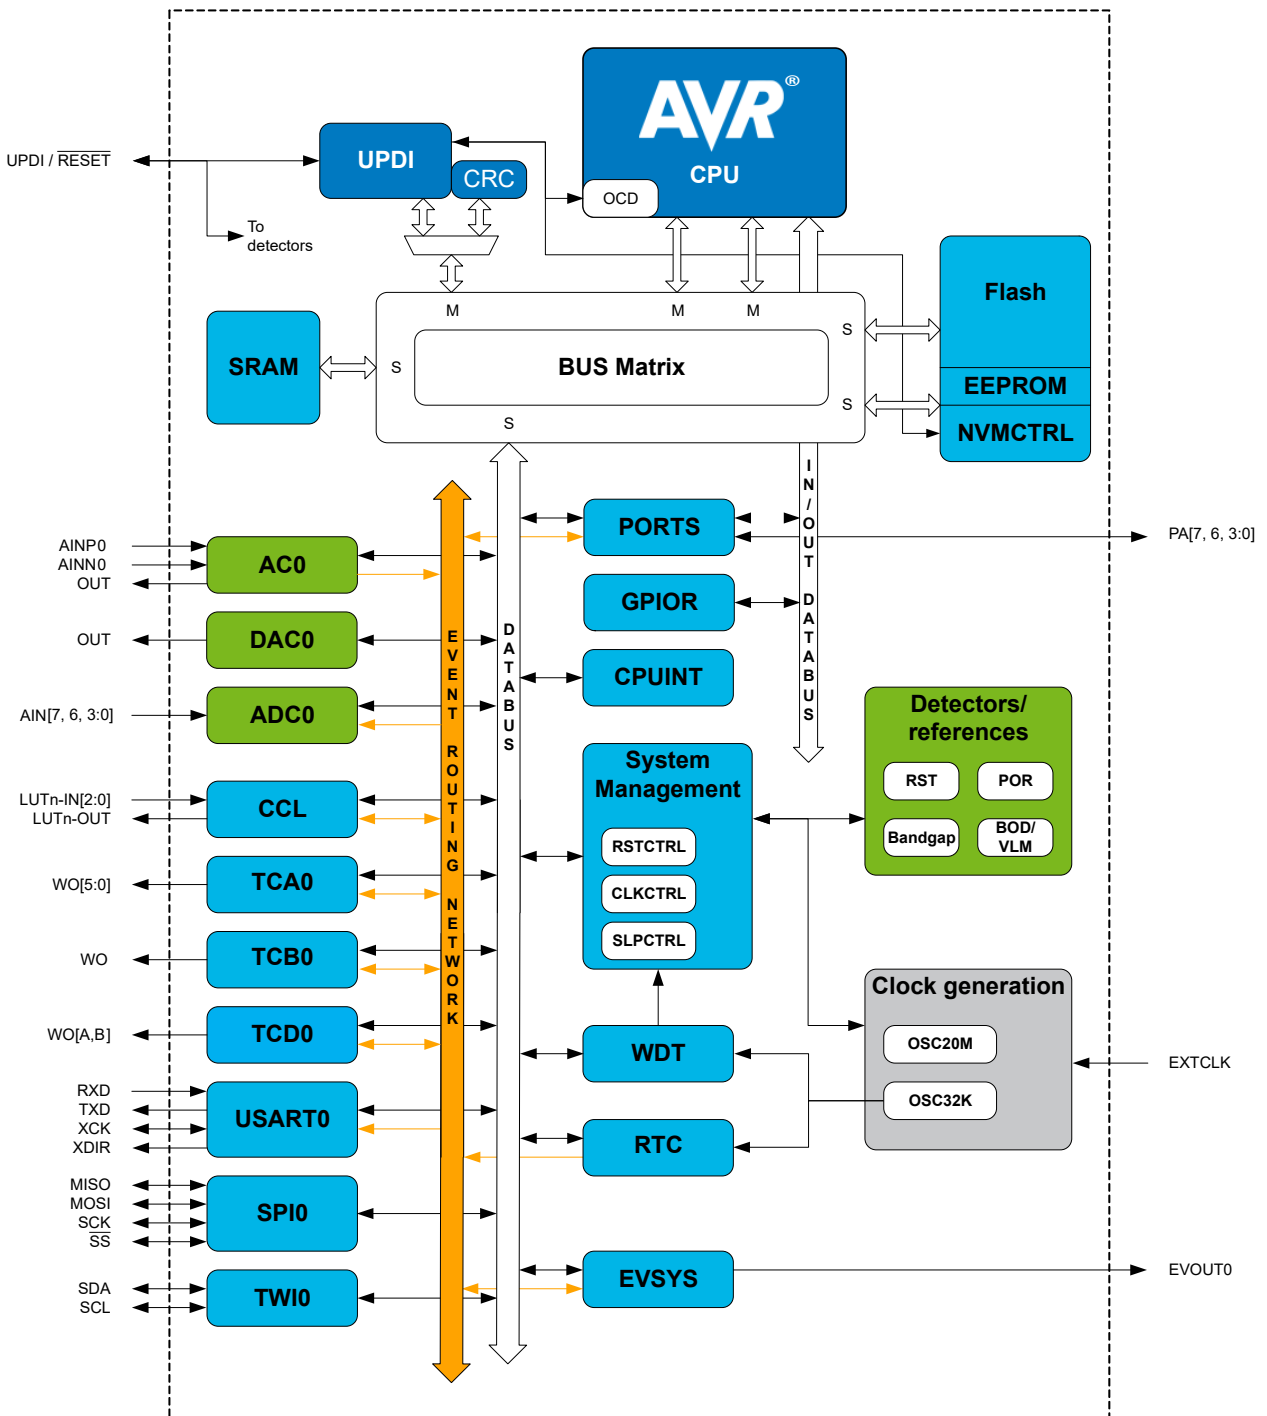 AVR®
CPU
OCD
UPDI
CRC
UPDI / RESET
To
detectors
M
M
M
S
S
S
S
BUS Matrix
SRAM
Flash
EEPROM
NVMCTRL
IN/OUT DATABUS
DATABUS
EVENT ROUTING NETWORK
PORTS
PA[7, 6, 3:0]
AINP0
AINN0
OUT
AC0
GPIOR
OUT
DAC0
CPUINT
AIN[7, 6, 3:0]
ADC0
Detectors/
references
RST
POR
Bandgap
BOD/
VLM
System
Management
RSTCTRL
CLKCTRL
SLPCTRL
LUTn-IN[2:0]
LUTn-OUT
CCL
WO[5:0]
TCA0
WO
TCB0
Clock generation
OSC20M
OSC32K
EXTCLK
WO[A,B]
TCD0
WDT
RXD
TXD
XCK
XDIR
USART0
RTC
MISO
MOSI
SCK
SS
SPI0
EVSYS
EVOUT0
SDA
SCL
TWI0